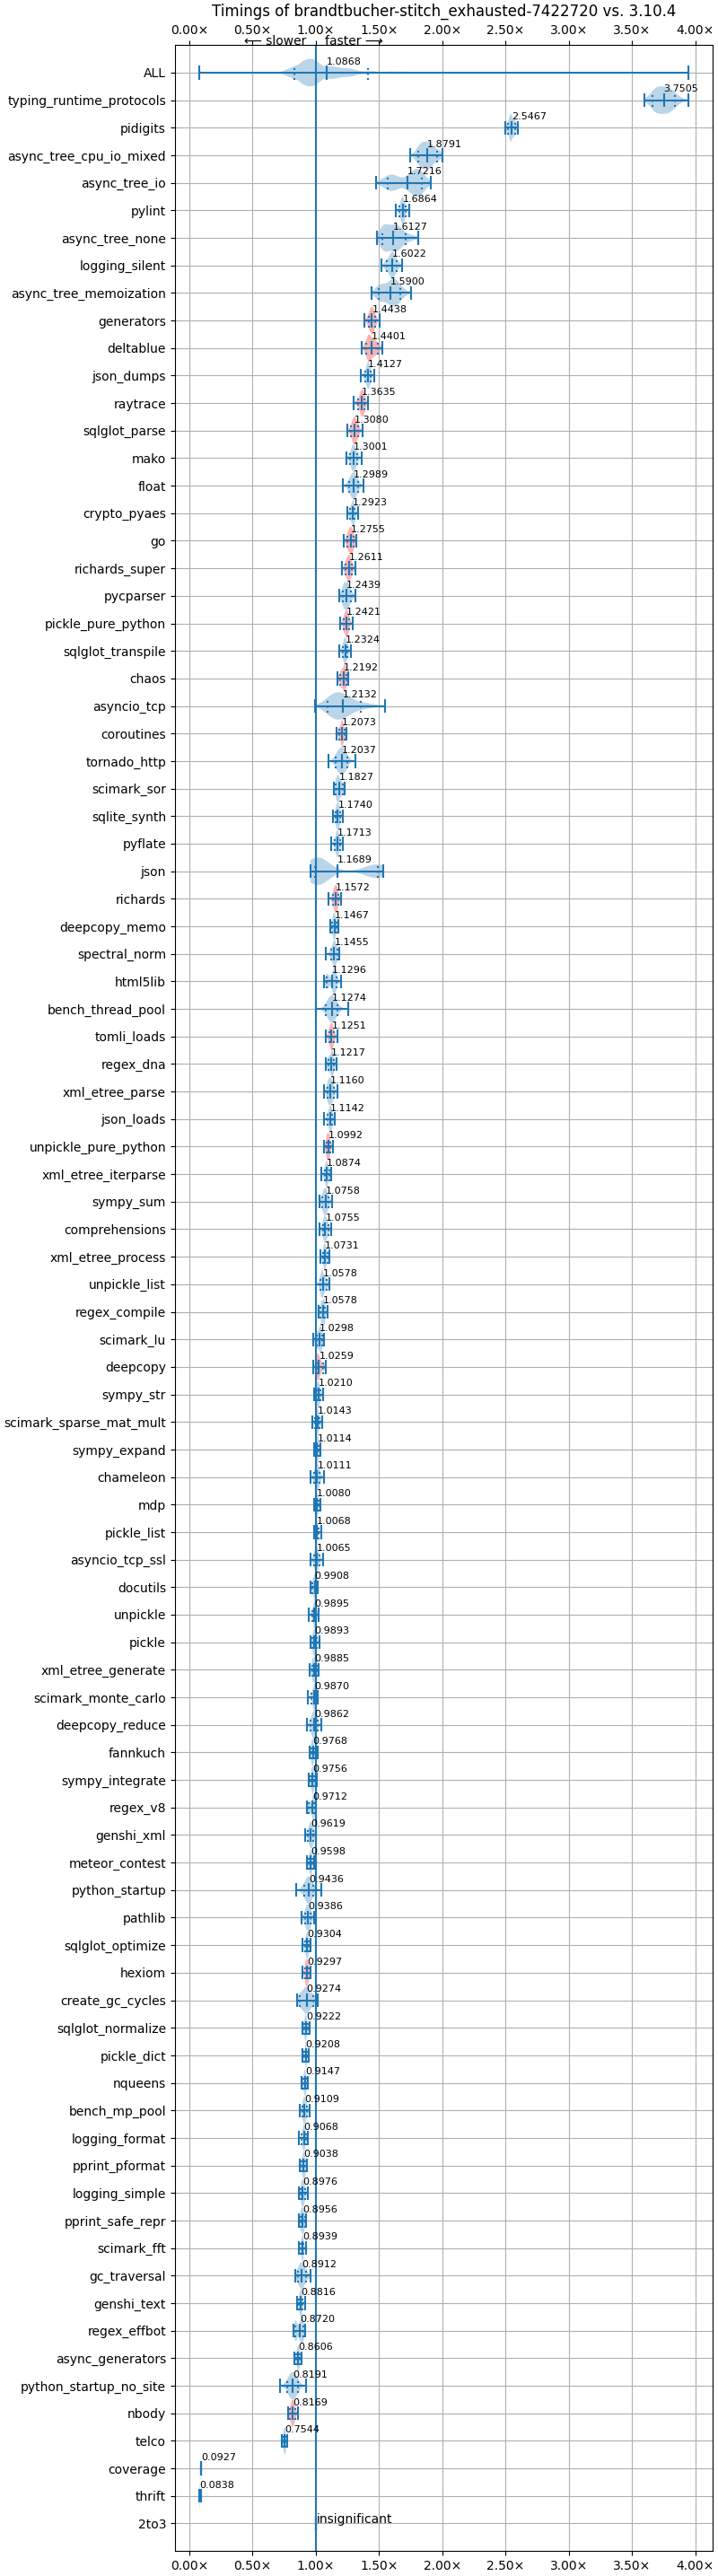 Timings of brandtbucher-stitch_exhausted-7422720 vs. 3.10.4
0.00× 0.50× 1.00× 1.50× 2.00× 2.50× 3.00× 3.50× 4.00×
⟵ slower faster ⟶
ALL 1.0868
typing_runtime_protocols 3.7505
pidigits 2.5467
async_tree_cpu_io_mixed 1.8791
async_tree_io 1.7216
pylint 1.6864
async_tree_none 1.6127
logging_silent 1.6022
async_tree_memoization 1.5900
generators 1.4438
deltablue 1.4401
json_dumps 1.4127
raytrace 1.3635
sqlglot_parse 1.3080
mako 1.3001
float 1.2989
crypto_pyaes 1.2923
go 1.2755
richards_super 1.2611
pycparser 1.2439
pickle_pure_python 1.2421
sqlglot_transpile 1.2324
chaos 1.2192
asyncio_tcp 1.2132
coroutines 1.2073
tornado_http 1.2037
scimark_sor 1.1827
sqlite_synth 1.1740
pyflate 1.1713
json 1.1689
richards 1.1572
deepcopy_memo 1.1467
spectral_norm 1.1455
html5lib 1.1296
bench_thread_pool 1.1274
tomli_loads 1.1251
regex_dna 1.1217
xml_etree_parse 1.1160
json_loads 1.1142
unpickle_pure_python 1.0992
xml_etree_iterparse 1.0874
sympy_sum 1.0758
comprehensions 1.0755
xml_etree_process 1.0731
unpickle_list 1.0578
regex_compile 1.0578
scimark_lu 1.0298
deepcopy 1.0259
sympy_str 1.0210
scimark_sparse_mat_mult 1.0143
sympy_expand 1.0114
chameleon 1.0111
mdp 1.0080
pickle_list 1.0068
asyncio_tcp_ssl 1.0065
docutils 0.9908
unpickle 0.9895
pickle 0.9893
xml_etree_generate 0.9885
scimark_monte_carlo 0.9870
deepcopy_reduce 0.9862
fannkuch 0.9768
sympy_integrate 0.9756
regex_v8 0.9712
genshi_xml 0.9619
meteor_contest 0.9598
python_startup 0.9436
pathlib 0.9386
sqlglot_optimize 0.9304
hexiom 0.9297
create_gc_cycles 0.9274
sqlglot_normalize 0.9222
pickle_dict 0.9208
nqueens 0.9147
bench_mp_pool 0.9109
logging_format 0.9068
pprint_pformat 0.9038
logging_simple 0.8976
pprint_safe_repr 0.8956
scimark_fft 0.8939
gc_traversal 0.8912
genshi_text 0.8816
regex_effbot 0.8720
async_generators 0.8606
python_startup_no_site 0.8191
nbody 0.8169
telco 0.7544
coverage 0.0927
thrift 0.0838
2to3 insignificant
0.00× 0.50× 1.00× 1.50× 2.00× 2.50× 3.00× 3.50× 4.00×